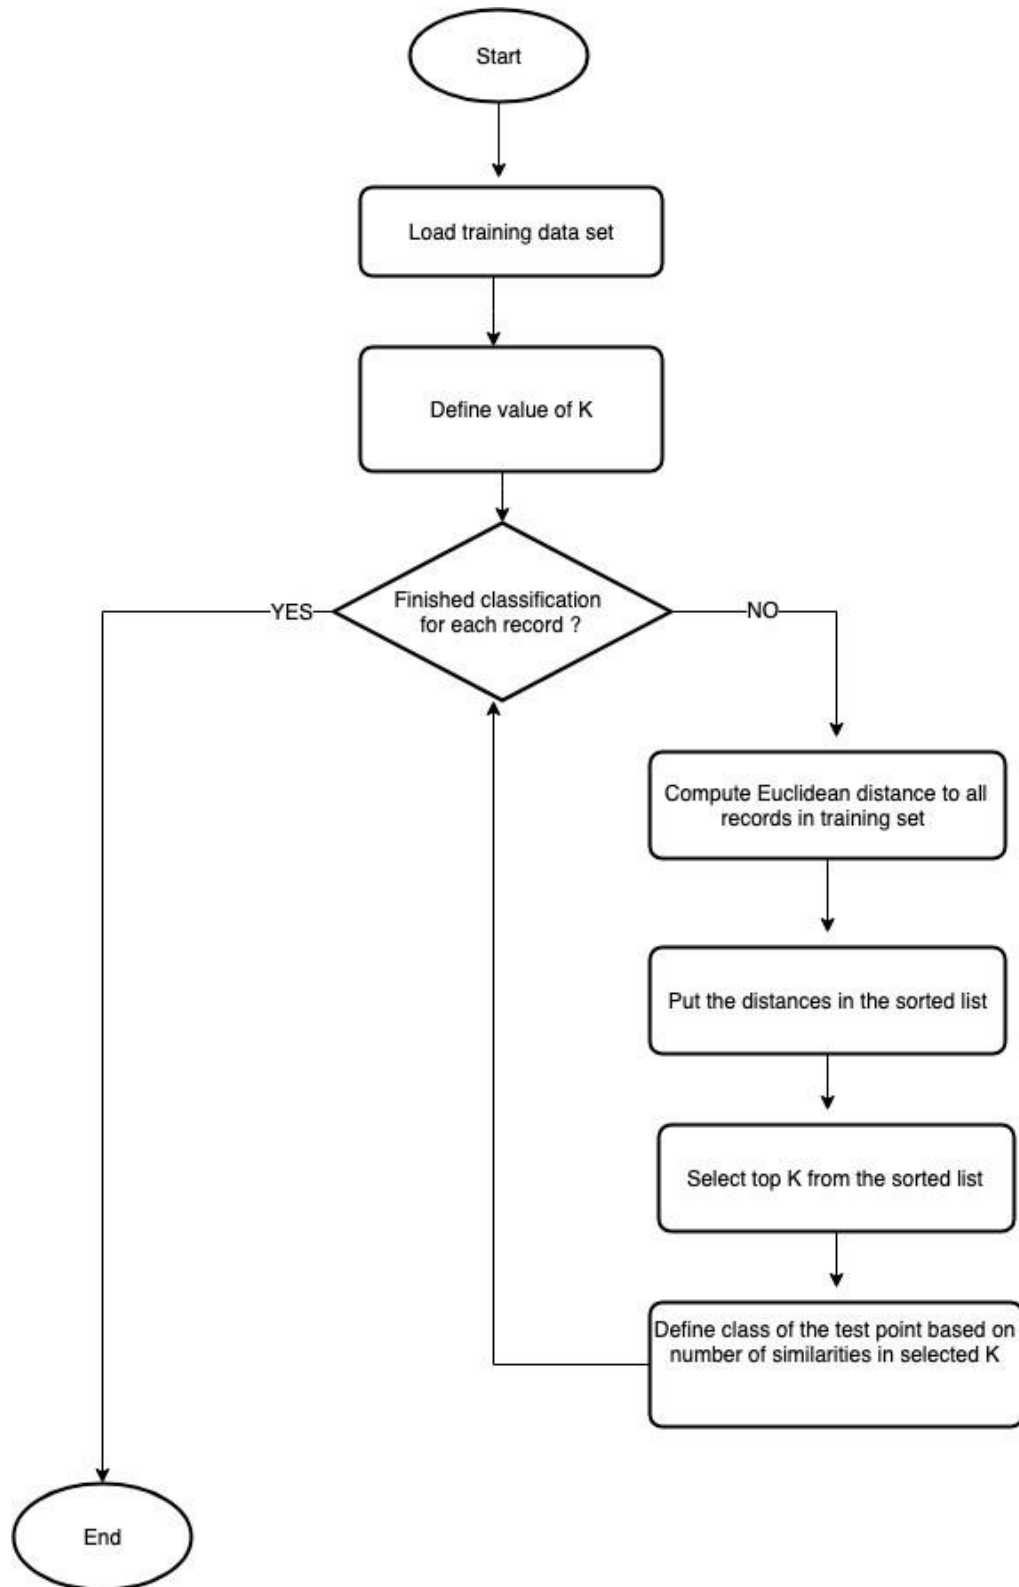 Start
Load training data set
Define value of K
Finished classification
for each record ?
YES
NO
Compute Euclidean distance to all
records in training set
Put the distances in the sorted list
Select top K from the sorted list
Define class of the test point based on
number of similarities in selected K
End